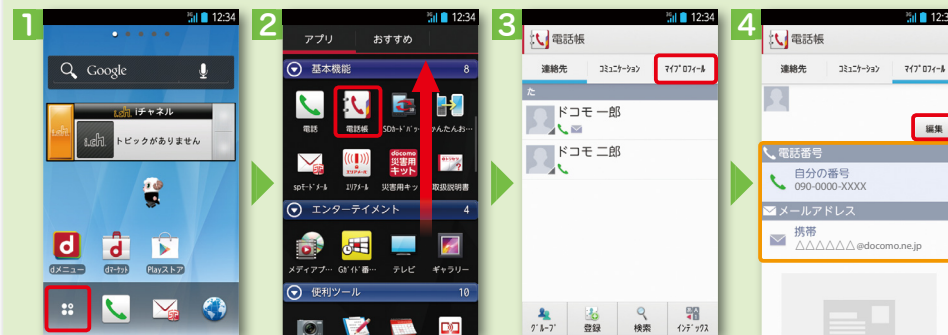 1
12:34
Google
i.ch iチャネル
i.ch トピックがありません
dメニュー dマーケット Playストア
2
12:34
アプリ おすすめ
基本機能 8
電話 電話帳 SDカードバッ… かんたんお…
spモードメール エリアメール 災害用キッ… 取扱説明書
docomo
災害用
キット
エンターテイメント 4
メディアプ… Gガイド番… テレビ ギャラリー
便利ツール 10
3
12:34
電話帳
連絡先 コミュニケーション マイプロフィール
た
ドコモ 一郎
ドコモ 二郎
グループ 登録 検索 インデックス
4
12:3
電話帳
連絡先 コミュニケーション マイプロフィール
編集
電話番号
自分の番号
090-0000-XXXX
メールアドレス
携帯
△△△△△△@docomo.ne.jp